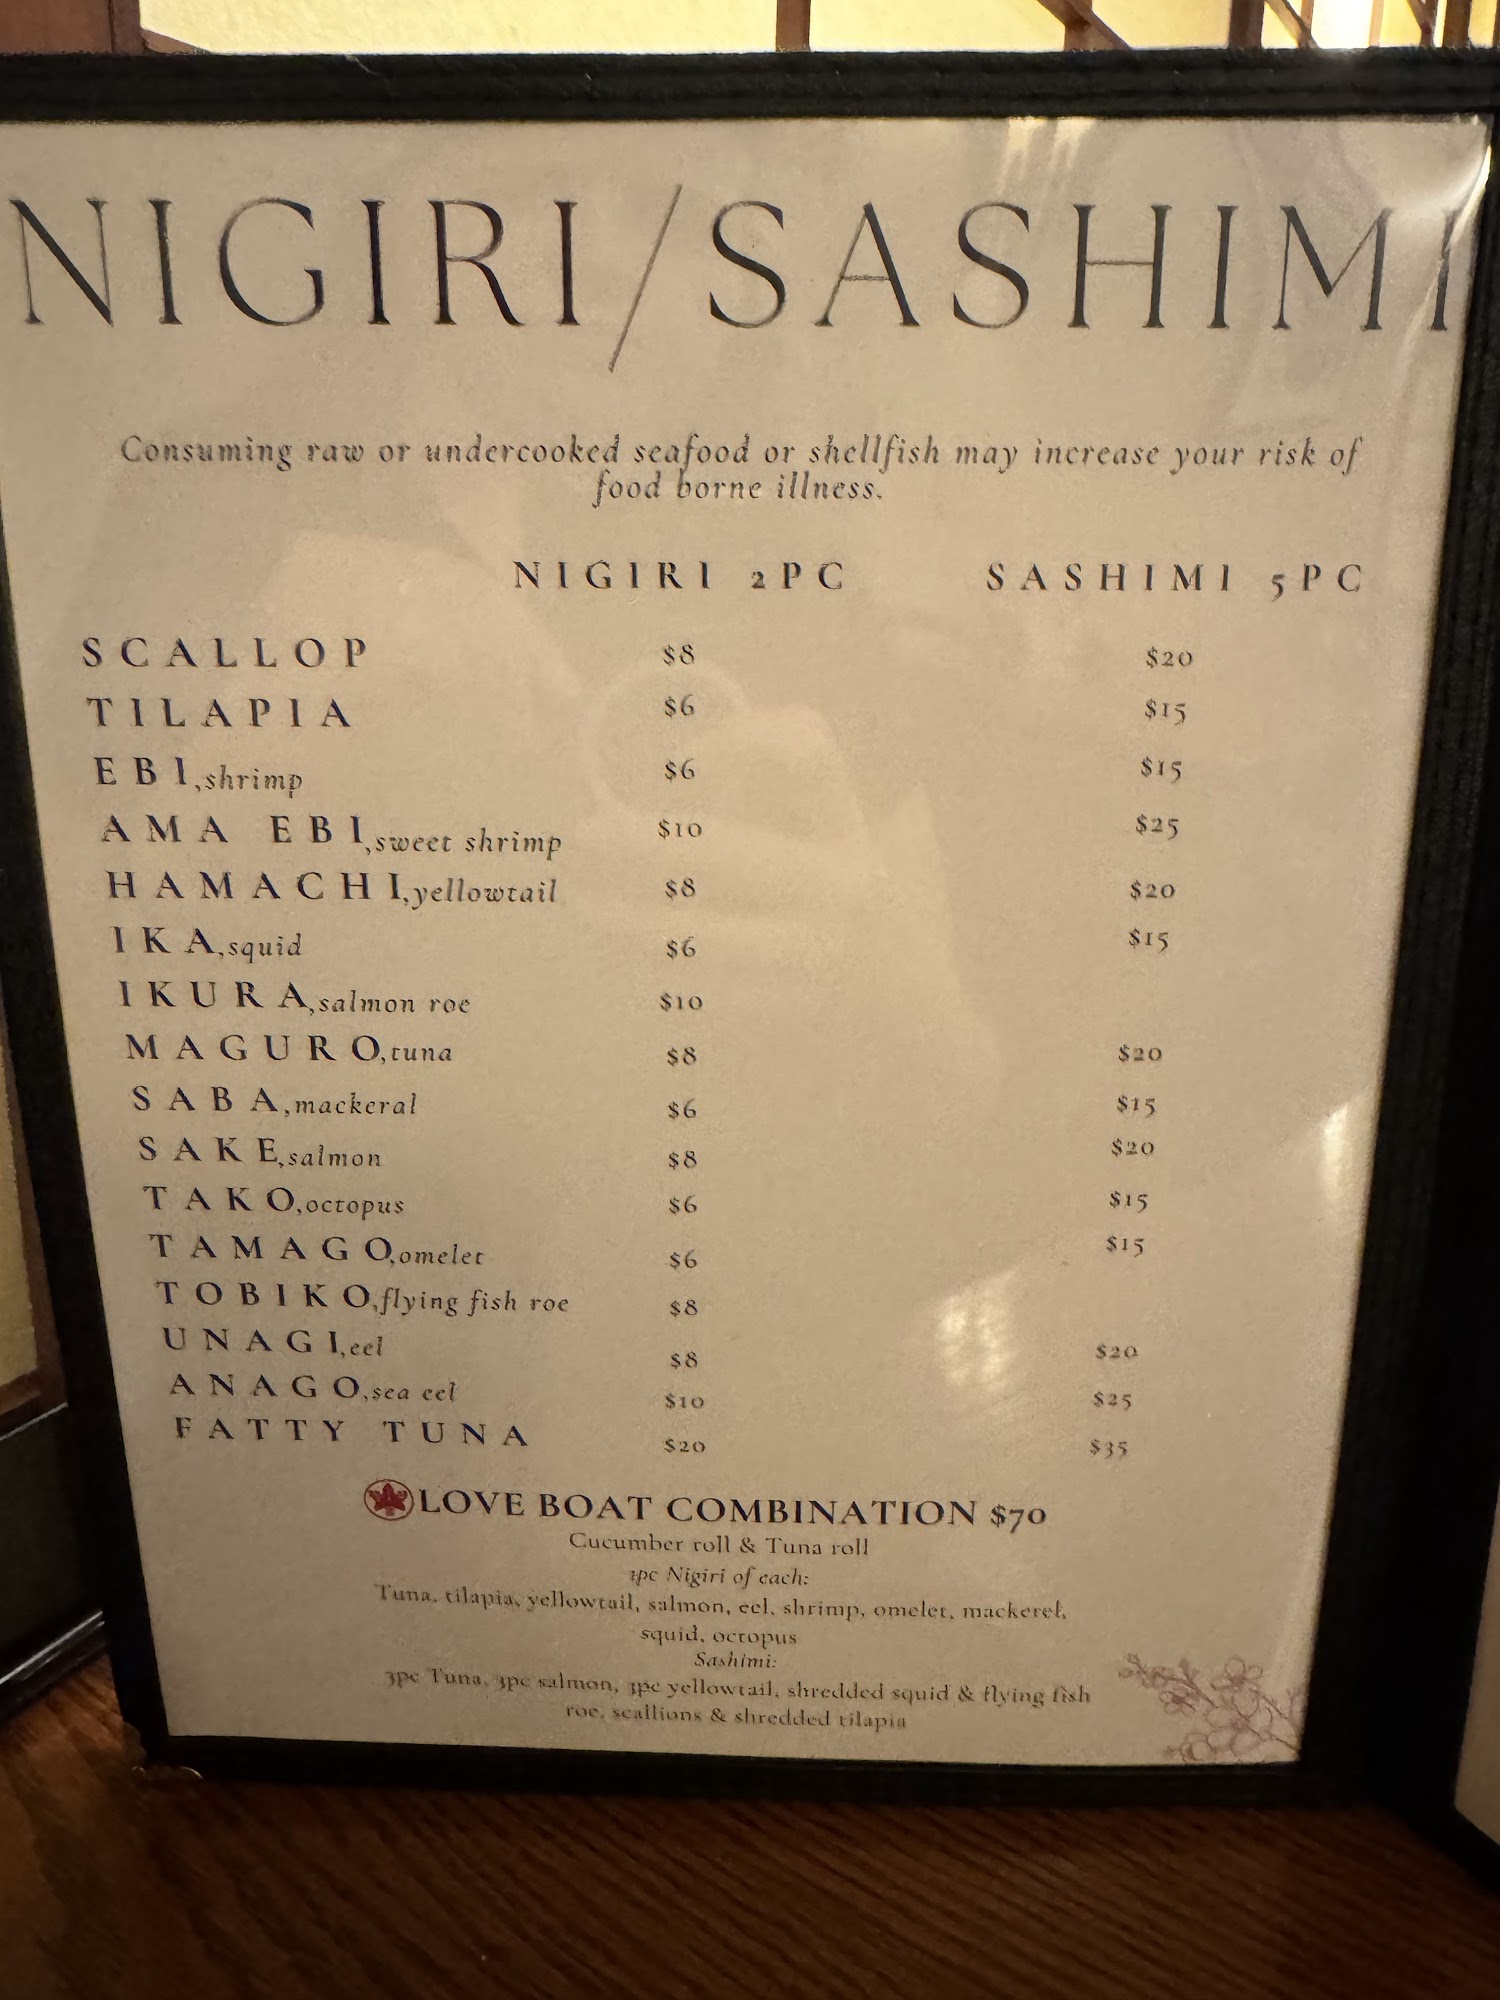 NIGIRI/SASHIMI
Consuming raw or undercooked seafood or shellfish may increase your risk of
food borne illness.
NIGIRI 2PC SASHIMI 5PC
SCALLOP $8 $20
TILAPIA $6 $15
EBI,shrimp $6 $15
AMA EBI,sweet shrimp $10 $25
HAMACHI,yellowtail $8 $20
IKA,squid $6 $15
IKURA,salmon roe $10
MAGURO,tuna $8 $20
SABA,mackeral $6 $15
SAKE,salmon $8 $20
TAKO,octopus $6 $15
TAMAGO,omelet $6 $15
TOBIKO,flying fish roe $8
UNAGI,eel $8 $20
ANAGO,sea eel $10 $25
FATTY TUNA $20 $35
LOVE BOAT COMBINATION $70
Cucumber roll & Tuna roll
1pc Nigiri of each:
Tuna, tilapia, yellowtail, salmon, eel, shrimp, omelet, mackerel,
squid, octopus
Sashimi:
3pc Tuna, 3pc salmon, 3pc yellowtail, shredded squid & flying fish
roe, scallions & shredded tilapia